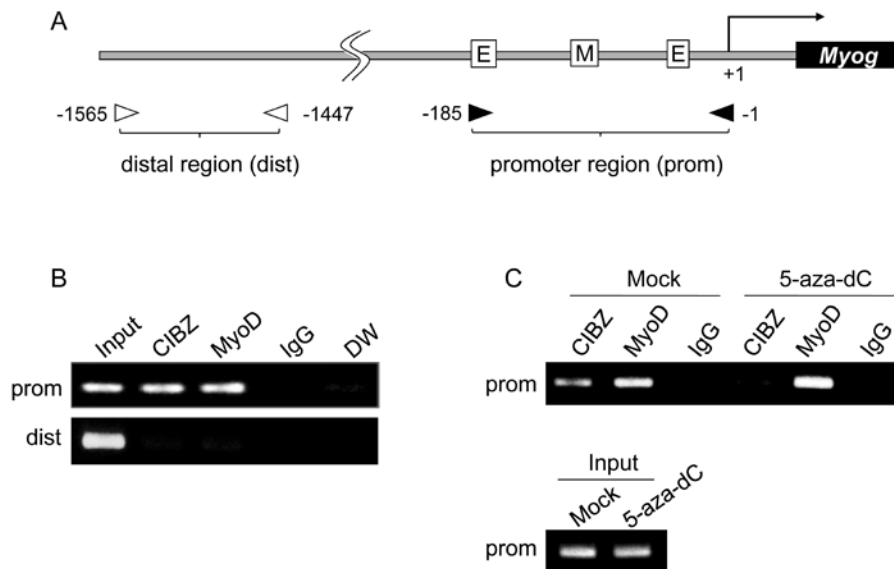 A
E M E Myog
+1
-1565 -1447 -185 -1
distal region (dist) promoter region (prom)
B
Input CIBZ MyoD IgG DW
prom
dist
C
Mock 5-aza-dC
CIBZ MyoD IgG CIBZ MyoD IgG
prom
Input
Mock 5-aza-dC
prom